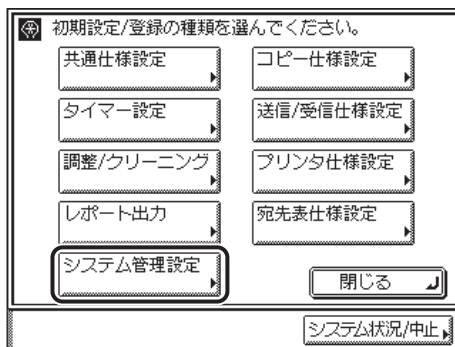 初期設定/登録の種類を選んでください。
共通仕様設定
コピー仕様設定
タイマー設定
送信/受信仕様設定
調整/クリーニング
プリンタ仕様設定
レポート出力
宛先表仕様設定
システム管理設定
閉じる
システム状況/中止